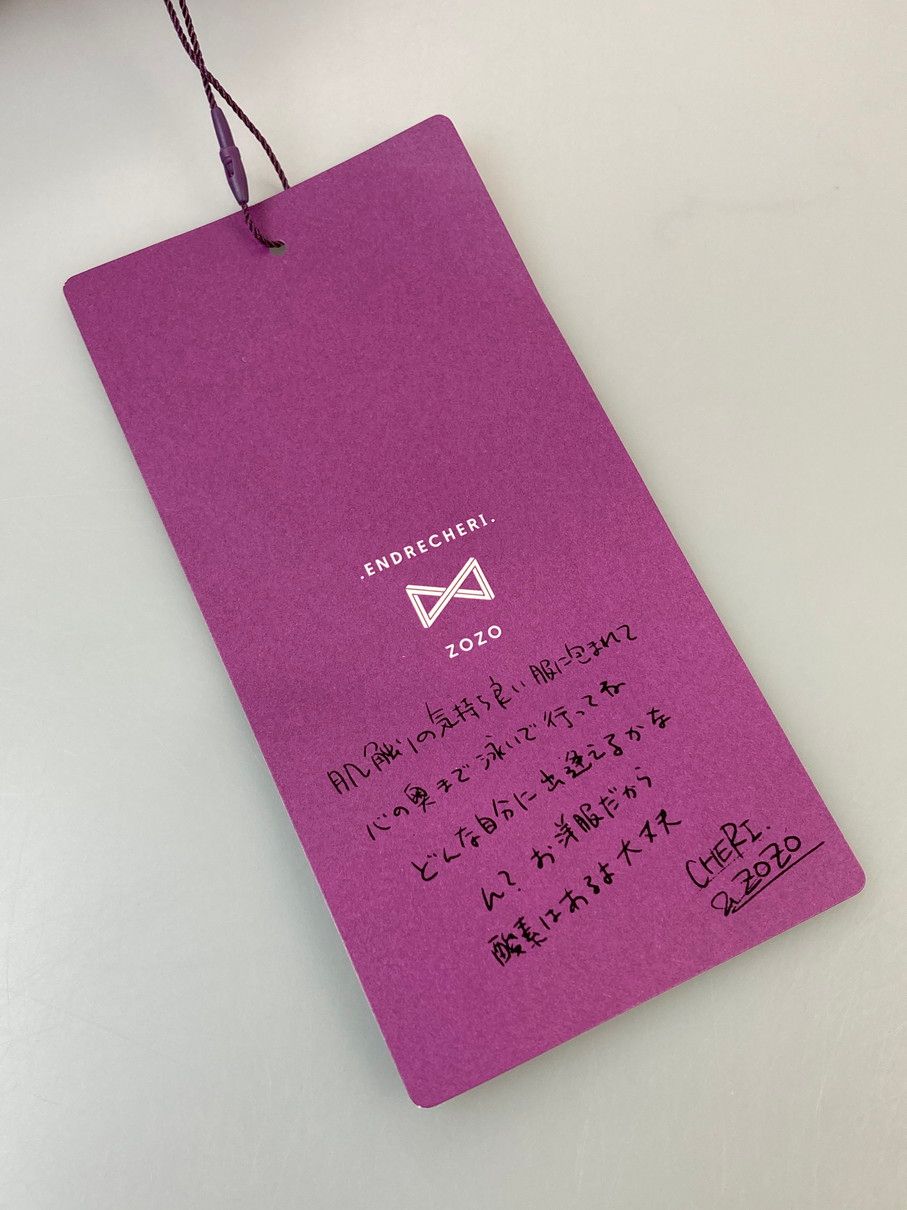 .ENDRECHERI.
ZOZO
肌触りの気持ち良い服に包まれて
心の奥まで泳いで行ってね
どんな自分に出逢えるかな
ん? お洋服だから
酸素はあるよ大丈夫
CHERI.
& ZOZO